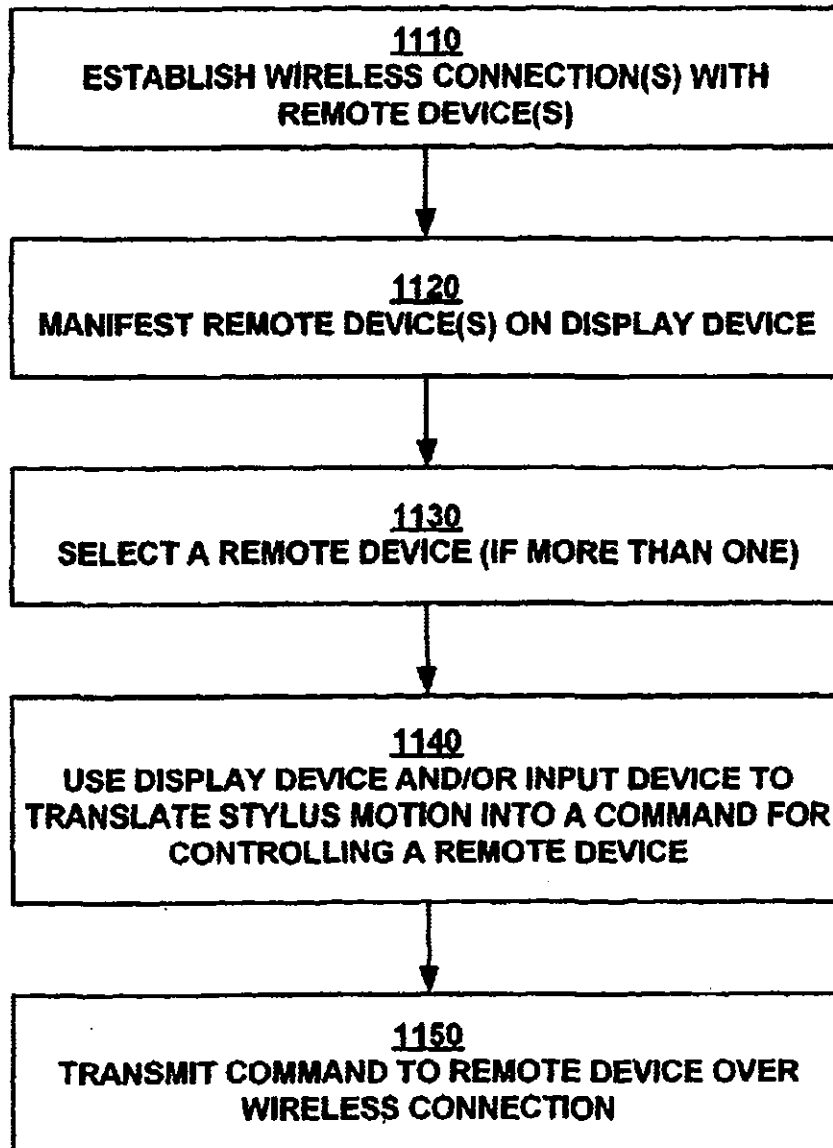 1110
ESTABLISH WIRELESS CONNECTION(S) WITH
REMOTE DEVICE(S)
1120
MANIFEST REMOTE DEVICE(S) ON DISPLAY DEVICE
1130
SELECT A REMOTE DEVICE (IF MORE THAN ONE)
1140
USE DISPLAY DEVICE AND/OR INPUT DEVICE TO
TRANSLATE STYLUS MOTION INTO A COMMAND FOR
CONTROLLING A REMOTE DEVICE
1150
TRANSMIT COMMAND TO REMOTE DEVICE OVER
WIRELESS CONNECTION